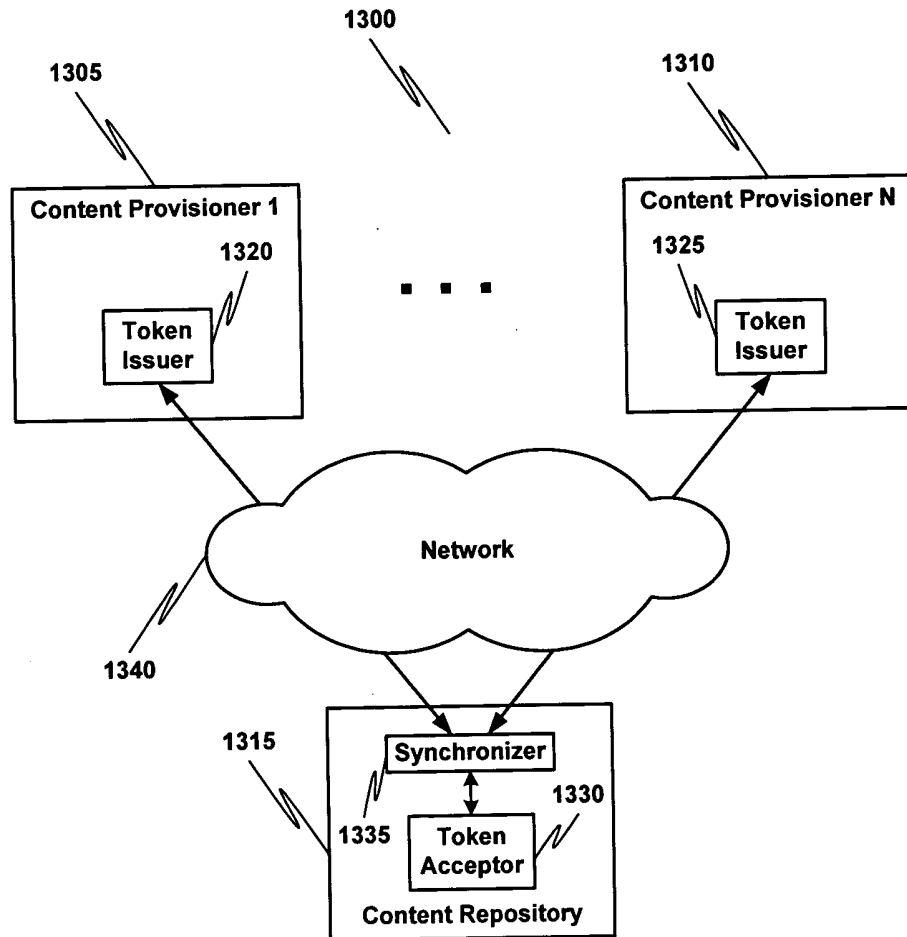 1300
1305
1310
Content Provisioner 1
Content Provisioner N
1320
1325
Token
Issuer
Token
Issuer
Network
1340
1315
Synchronizer
1335
1330
Token
Acceptor
Content Repository